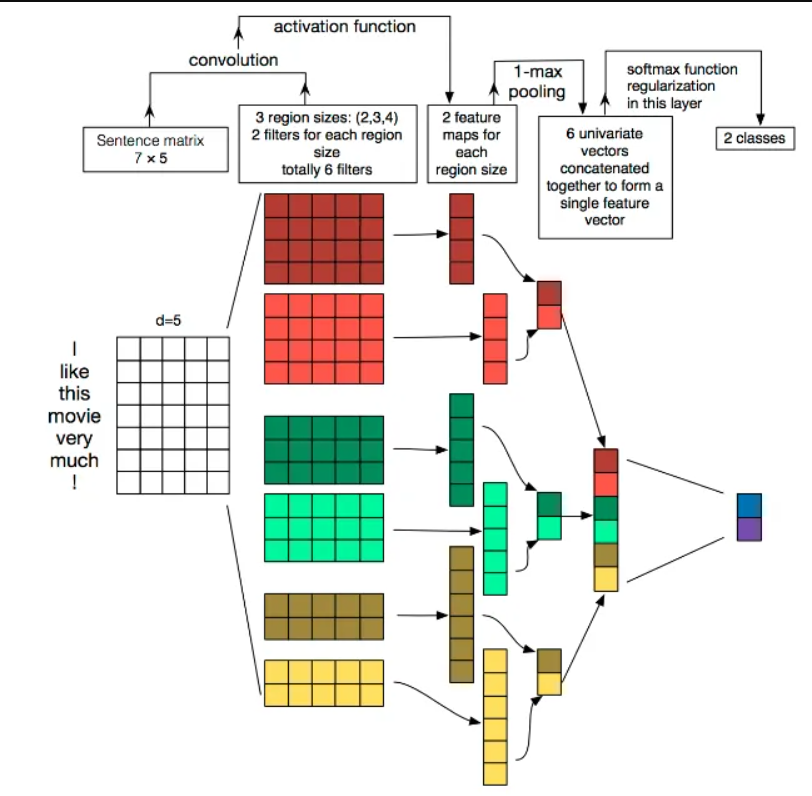 activation function
convolution
1-max
pooling
softmax function
regularization
in this layer
Sentence matrix
7 × 5
3 region sizes: (2,3,4)
2 filters for each region
size
totally 6 filters
2 feature
maps for
each
region size
6 univariate
vectors
concatenated
together to form a
single feature
vector
2 classes
d=5
I
like
this
movie
very
much
!